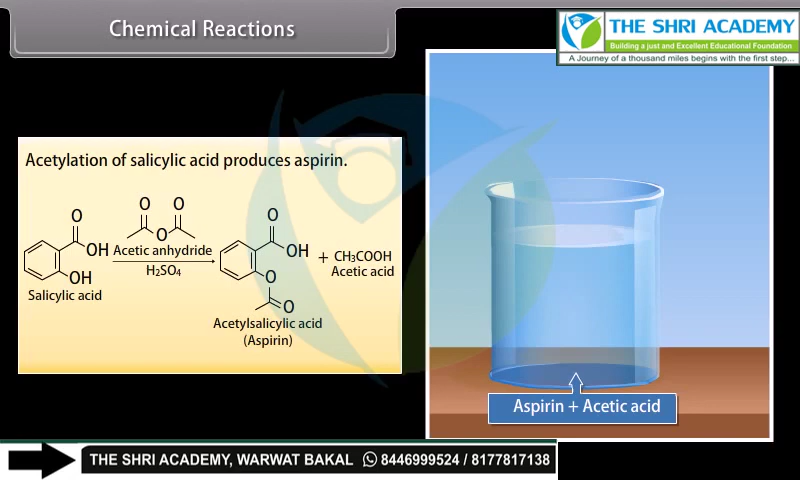 Chemical Reactions
THE SHRI ACADEMY
Building a just and Excellent Educational Foundation
A Journey of a thousand miles begins with the first step...
Acetylation of salicylic acid produces aspirin.
O
O O
O
OH
O
OH
Acetic anhydride
H₂SO₄
OH
Salicylic acid
O
O
Acetylsalicylic acid
(Aspirin)
+ CH₃COOH
Acetic acid
Aspirin + Acetic acid
THE SHRI ACADEMY, WARWAT BAKAL 8446999524 / 8177817138